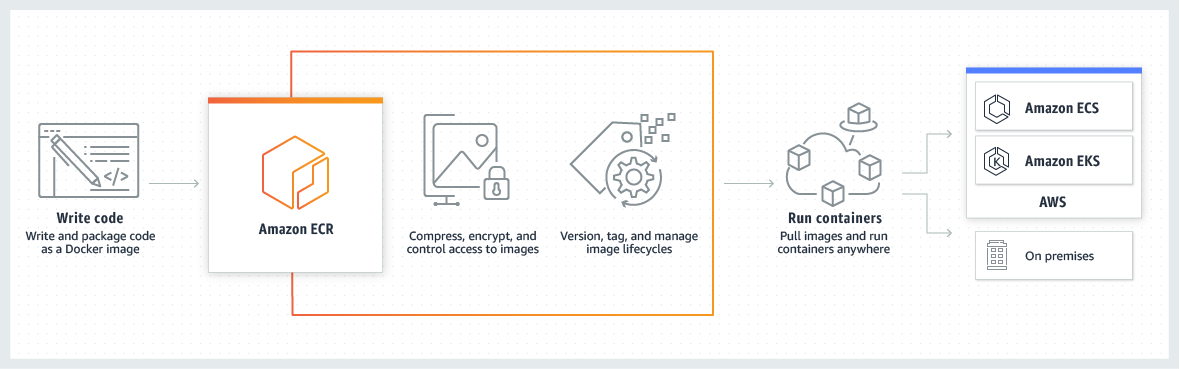 Write code
Write and package code
as a Docker image
</>
Amazon ECR
Compress, encrypt, and
control access to images
Version, tag, and manage
image lifecycles
Run containers
Pull images and run
containers anywhere
Amazon ECS
K
Amazon EKS
AWS
On premises